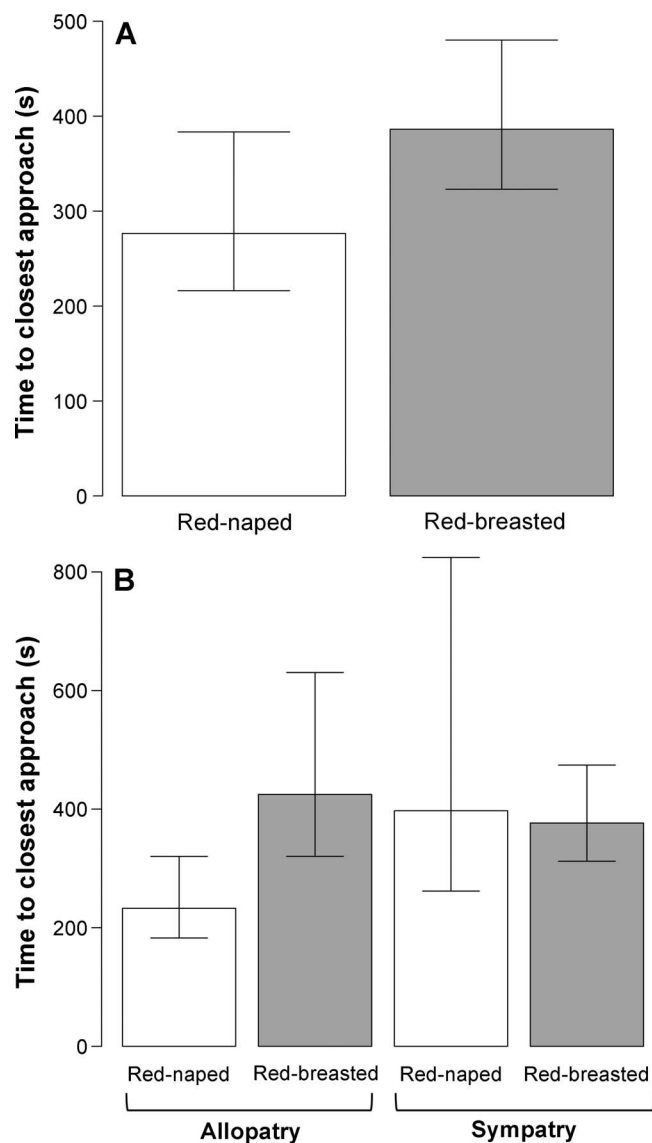 A
Time to closest approach (s)
500
400
300
200
100
0
Red-naped Red-breasted
B
Time to closest approach (s)
800
600
400
200
0
Red-naped Red-breasted Red-naped Red-breasted
Allopatry Sympatry